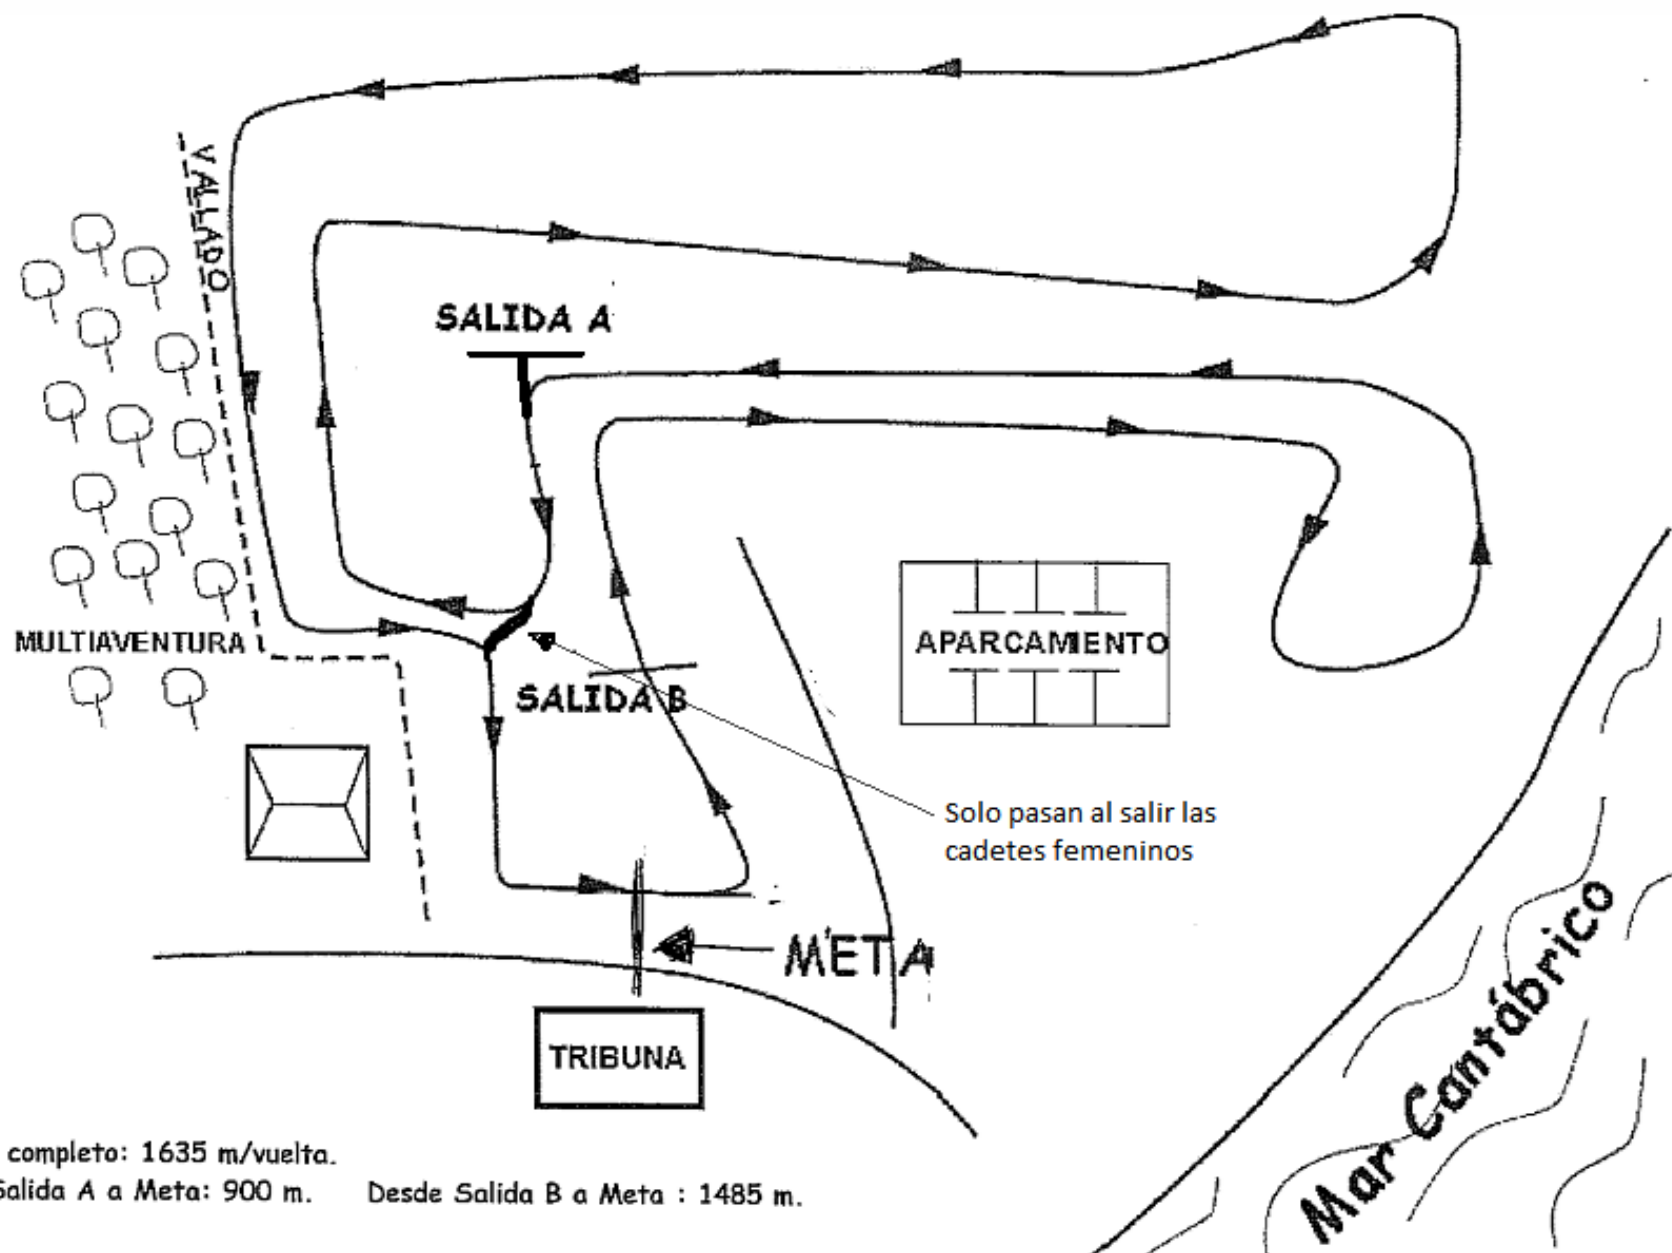 VALLADO
SALIDA A
MULTIAVENTURA
APARCAMIENTO
SALIDA B
Solo pasan al salir las
cadetes femeninos
META
TRIBUNA
Mar Cantábrico
completo: 1635 m/vuelta.
Salida A a Meta: 900 m. Desde Salida B a Meta : 1485 m.